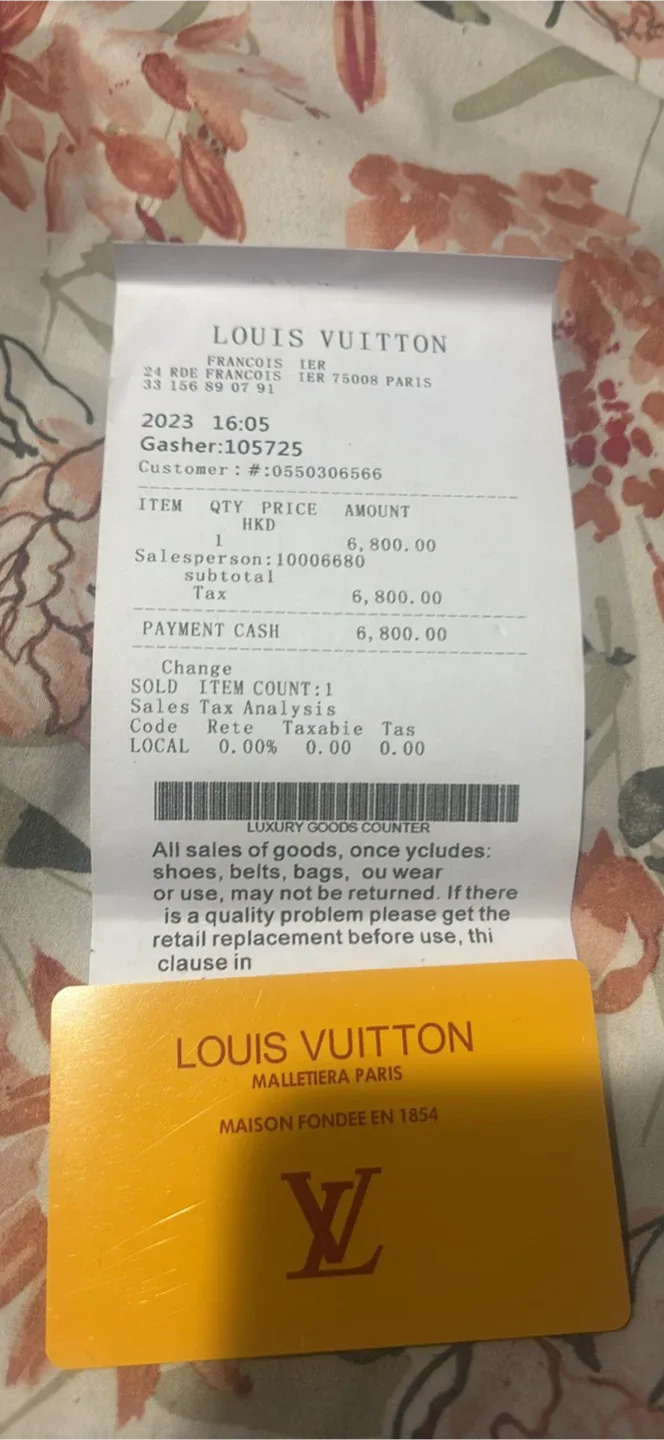 LOUIS VUITTON
FRANCOIS IER
24 RDE FRANCOIS IER 75008 PARIS
33 156 89 07 91
2023 16:05
Gasher:105725
Customer : #:0550306566
ITEM QTY PRICE AMOUNT
HKD
1 6,800.00
Salesperson:10006680
subtotal
Tax 6,800.00
PAYMENT CASH 6,800.00
Change
SOLD ITEM COUNT:1
Sales Tax Analysis
Code Rete Taxabie Tas
LOCAL 0.00% 0.00 0.00
LUXURY GOODS COUNTER
All sales of goods, once ycludes:
shoes, belts, bags, ou wear
or use, may not be returned. If there
is a quality problem please get the
retail replacement before use, thi
clause in
LOUIS VUITTON
MALLETIERA PARIS
MAISON FONDEE EN 1854
LV